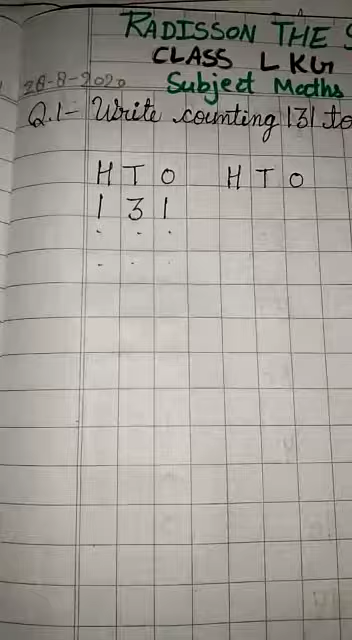 RADISSON THE S
CLASS LKG
28-8-2020 Subject Maths
Q.1- Write counting 131 to
H T O H T O
1 3 1